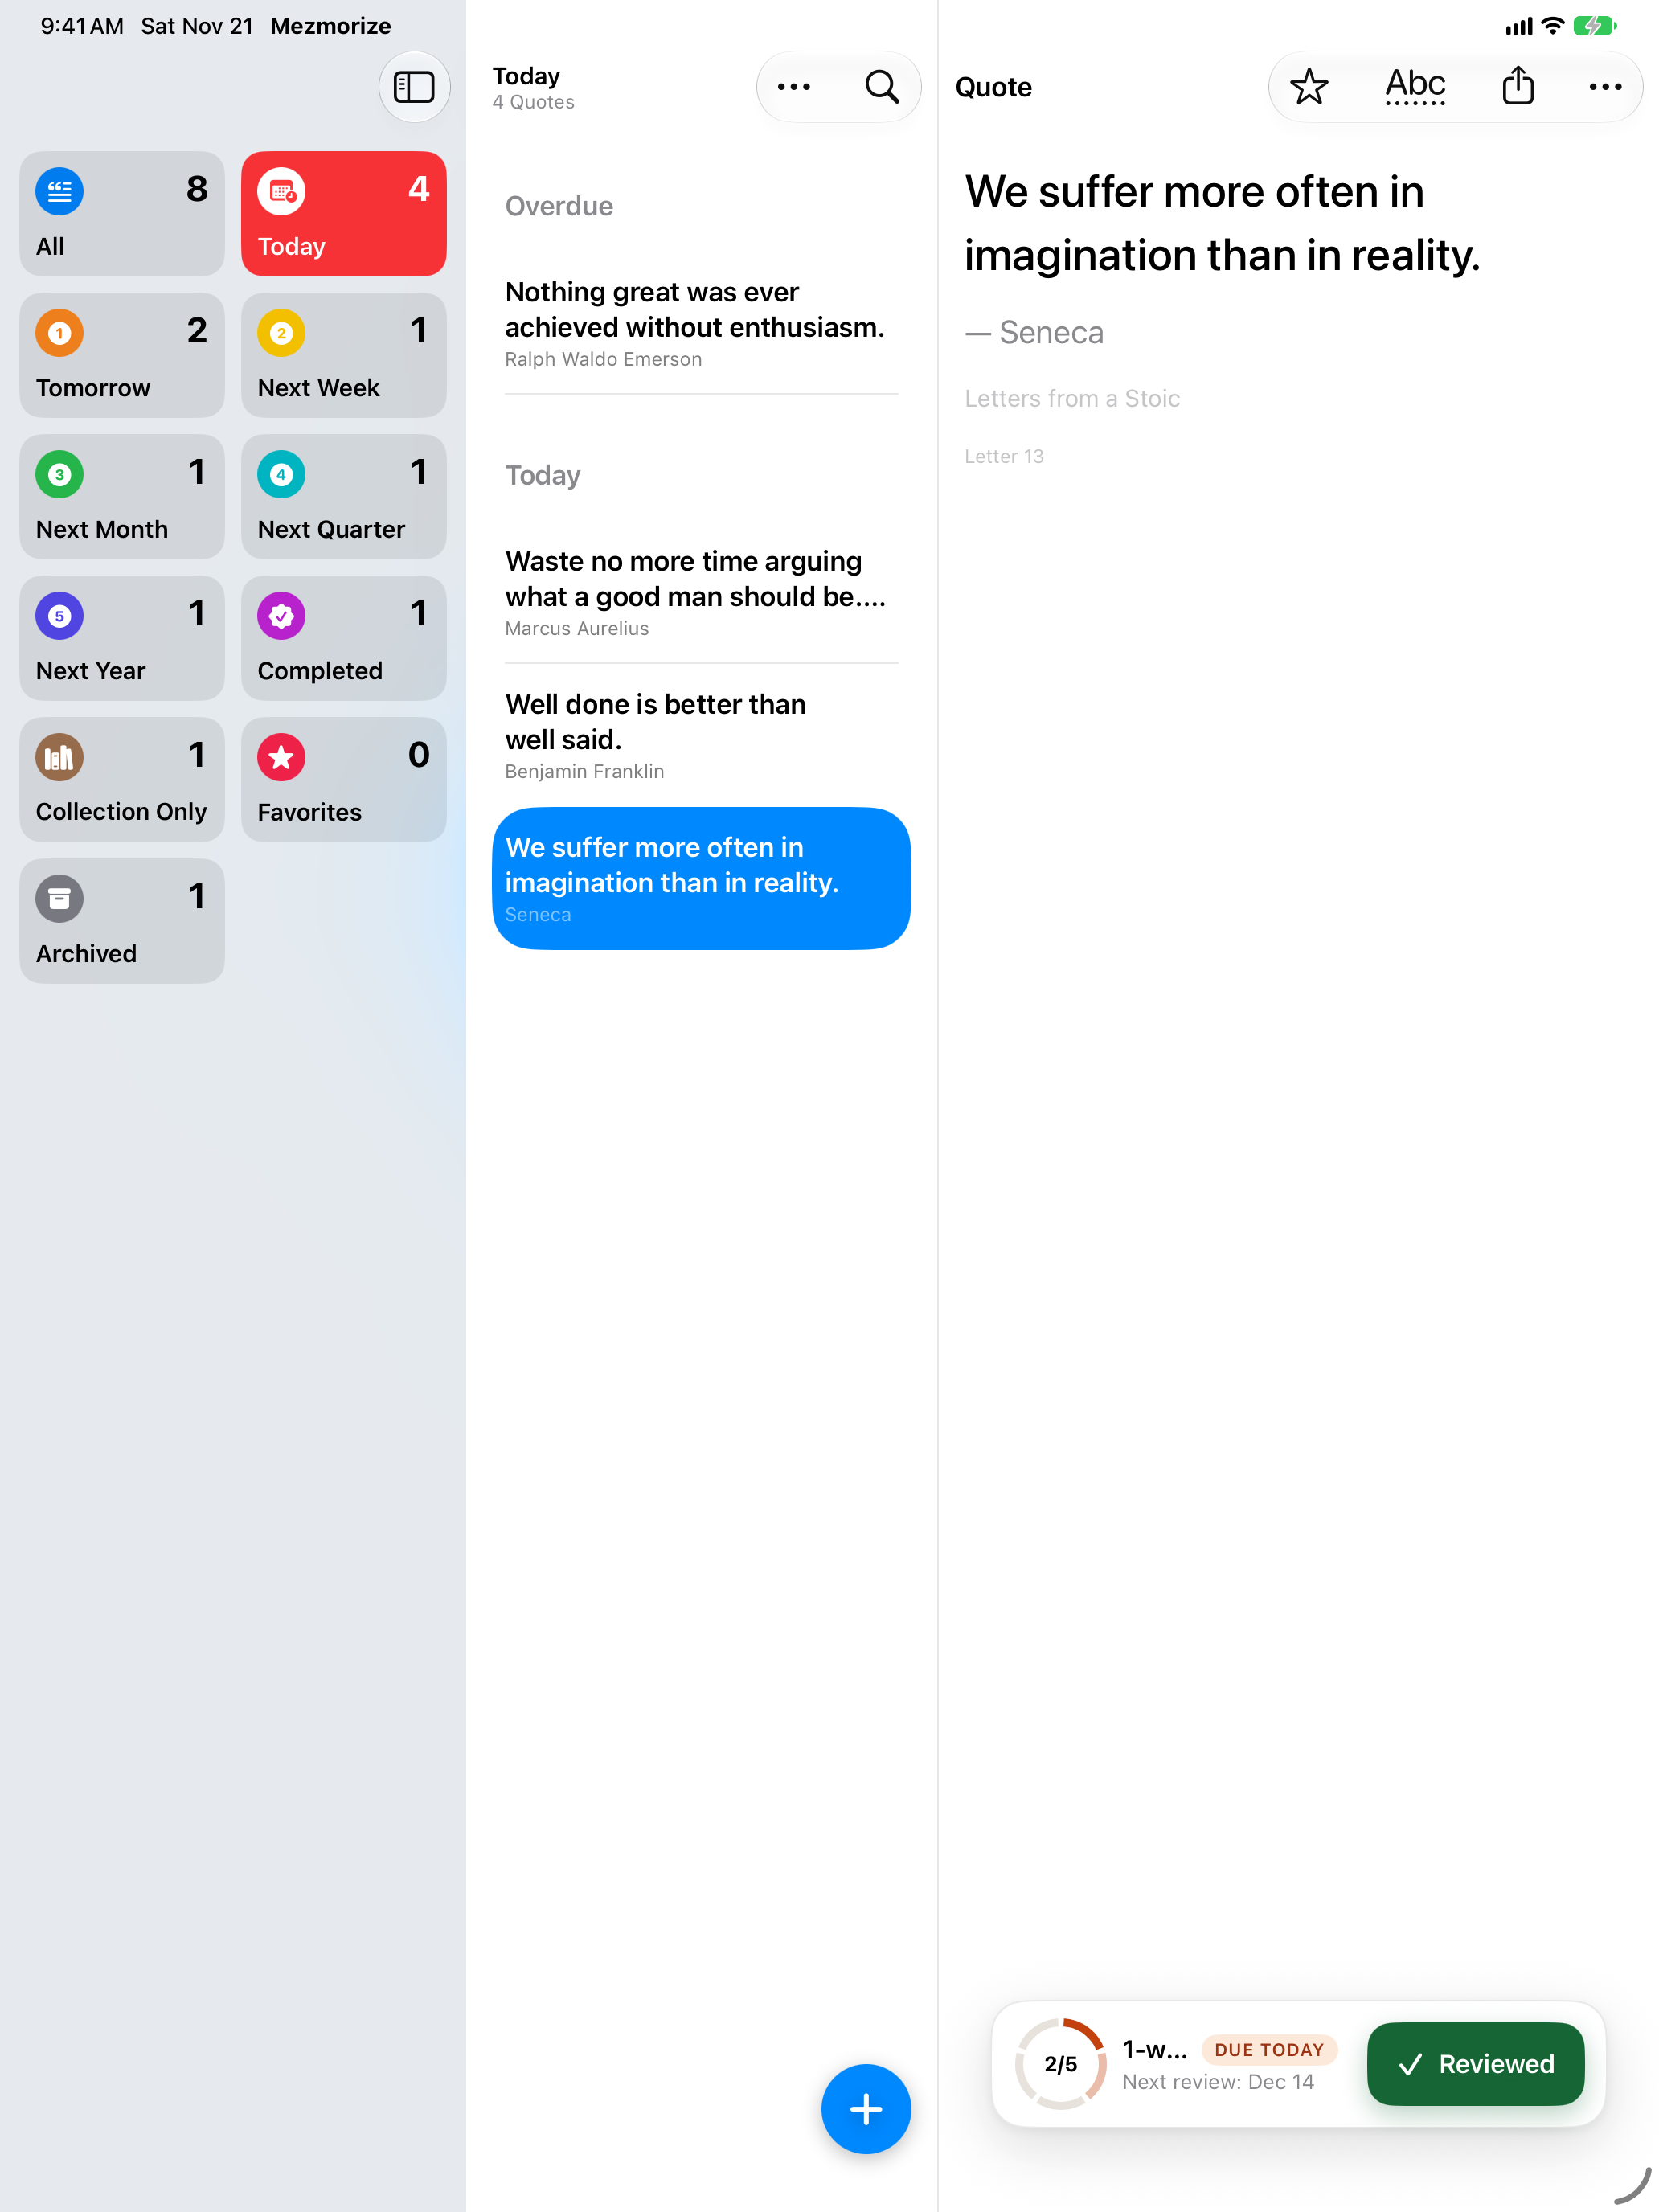 9:41 AM Sat Nov 21 Mezmorize
8
All
4
Today
1
2
Tomorrow
2
1
Next Week
3
1
Next Month
4
1
Next Quarter
5
1
Next Year
1
Completed
1
Collection Only
0
Favorites
1
Archived
Today
4 Quotes
Overdue
Nothing great was ever
achieved without enthusiasm.
Ralph Waldo Emerson
Today
Waste no more time arguing
what a good man should be....
Marcus Aurelius
Well done is better than
well said.
Benjamin Franklin
We suffer more often in
imagination than in reality.
Seneca
Quote
Abc
We suffer more often in
imagination than in reality.
— Seneca
Letters from a Stoic
Letter 13
2/5
1-w... DUE TODAY
Next review: Dec 14
Reviewed